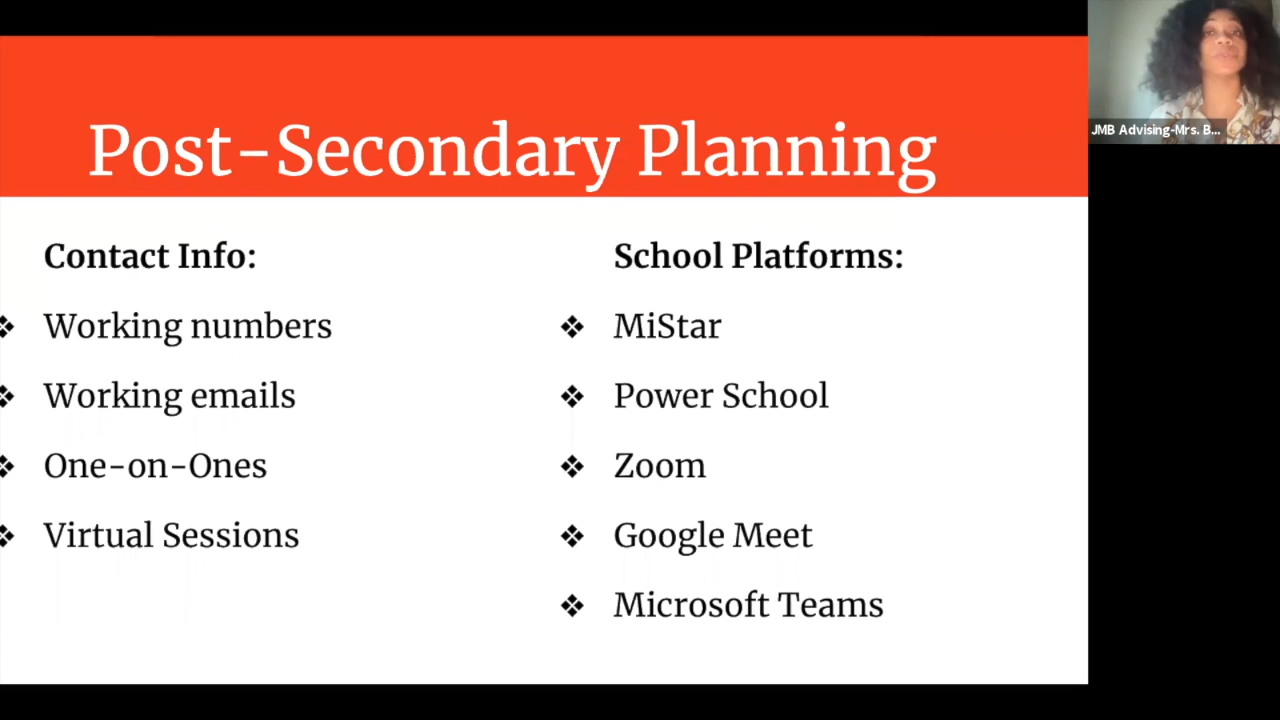 Post-Secondary Planning
Contact Info:
❖ Working numbers
❖ Working emails
❖ One-on-Ones
❖ Virtual Sessions
School Platforms:
❖ MiStar
❖ Power School
❖ Zoom
❖ Google Meet
❖ Microsoft Teams
JMB Advising-Mrs. B...